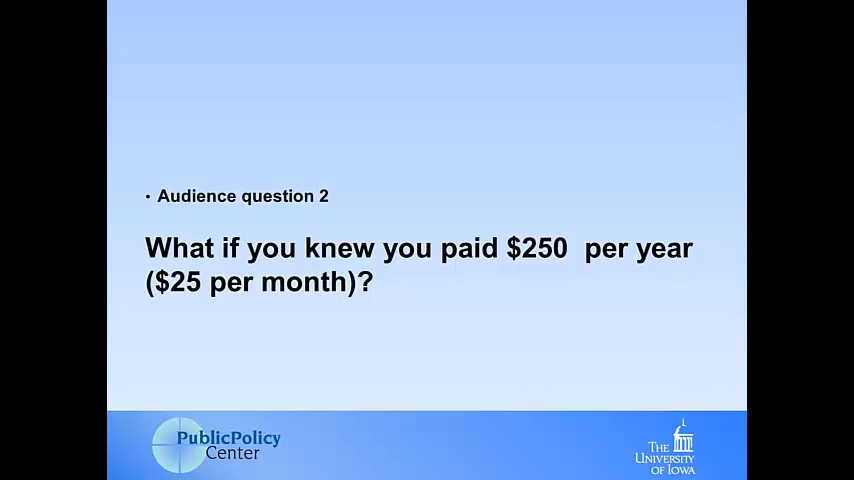 • Audience question 2
What if you knew you paid $250  per year
($25 per month)?
PublicPolicy
Center
THE
UNIVERSITY
OF IOWA